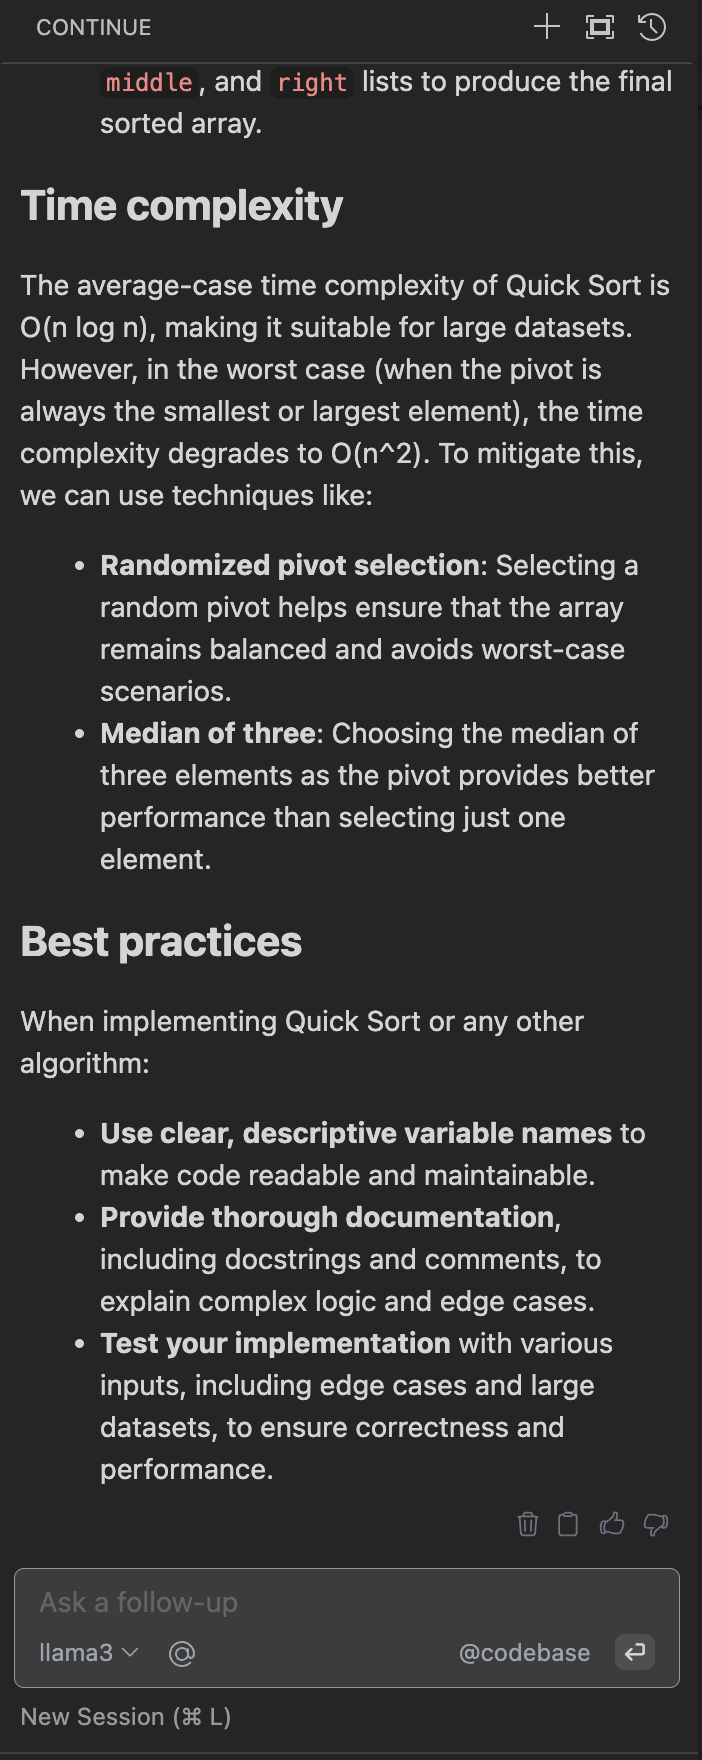 CONTINUE
middle, and right lists to produce the final
sorted array.
Time complexity
The average-case time complexity of Quick Sort is
O(n log n), making it suitable for large datasets.
However, in the worst case (when the pivot is
always the smallest or largest element), the time
complexity degrades to O(n^2). To mitigate this,
we can use techniques like:
• Randomized pivot selection: Selecting a
random pivot helps ensure that the array
remains balanced and avoids worst-case
scenarios.
• Median of three: Choosing the median of
three elements as the pivot provides better
performance than selecting just one
element.
Best practices
When implementing Quick Sort or any other
algorithm:
• Use clear, descriptive variable names to
make code readable and maintainable.
• Provide thorough documentation,
including docstrings and comments, to
explain complex logic and edge cases.
• Test your implementation with various
inputs, including edge cases and large
datasets, to ensure correctness and
performance.
Ask a follow-up
llama3 @codebase
New Session (⌘ L)